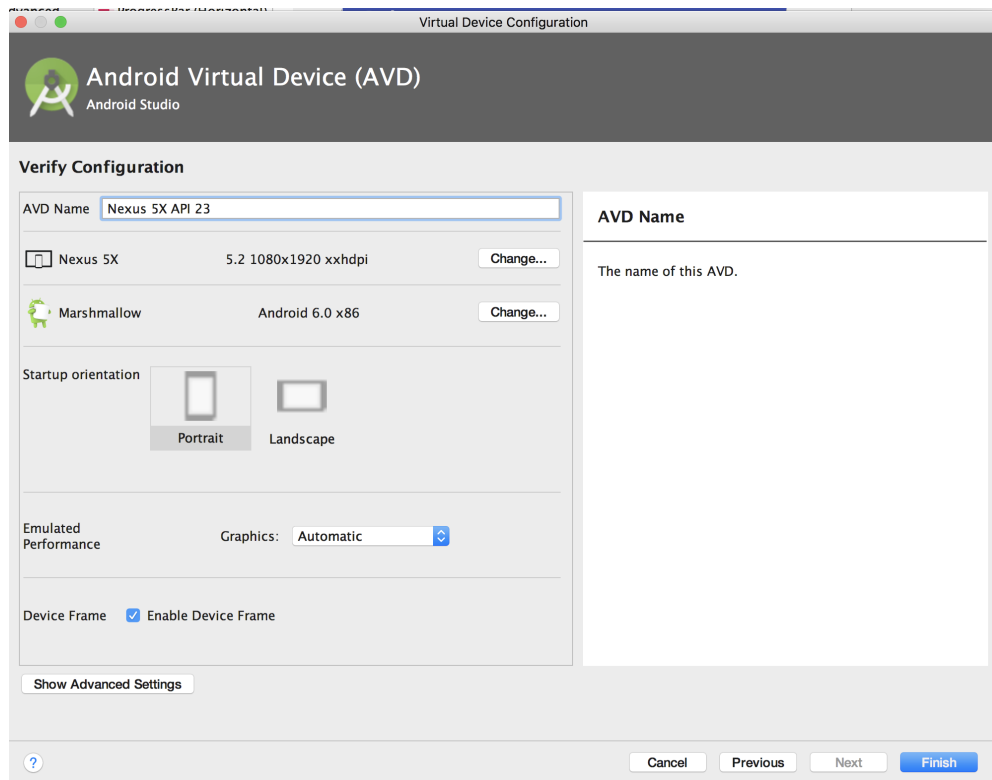 ProgressBar (Horizontal)
Virtual Device Configuration
Android Virtual Device (AVD)
Android Studio
Verify Configuration
AVD Name Nexus 5X API 23
Nexus 5X 5.2 1080x1920 xxhdpi Change...
Marshmallow Android 6.0 x86 Change...
Startup orientation
Portrait Landscape
Emulated
Performance
Graphics: Automatic
Device Frame Enable Device Frame
Show Advanced Settings
AVD Name
The name of this AVD.
? Cancel Previous Next Finish